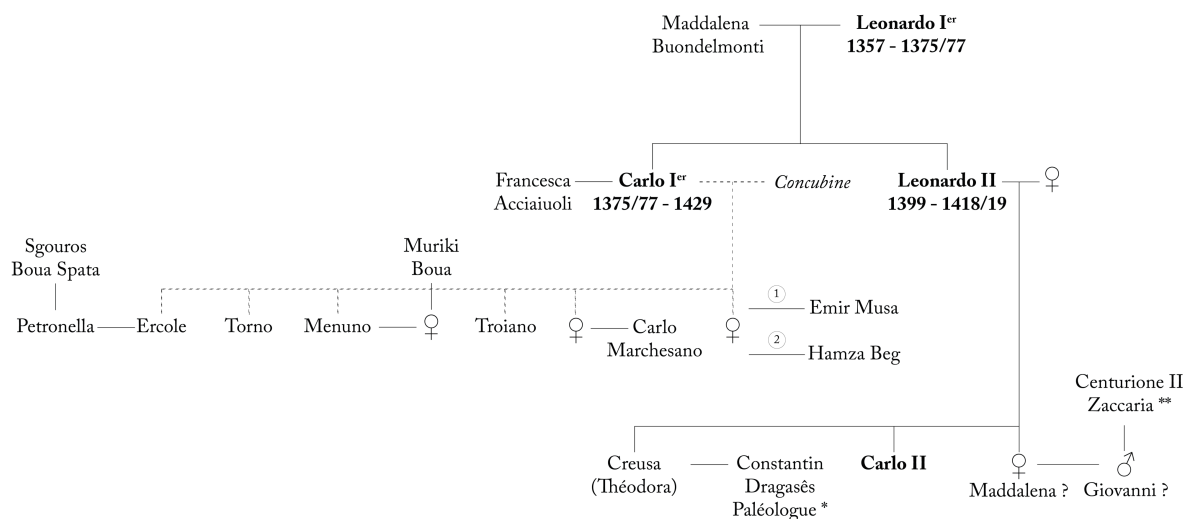 Maddalena
Buondelmonti
Leonardo Iᵉʳ
1357 - 1375/77
Francesca
Acciaiuoli
Carlo Iᵉʳ
1375/77 - 1429
Concubine
Leonardo II
1399 - 1418/19
♀
Sgouros
Boua Spata
Muriki
Boua
Petronella
Ercole
Torno
Menuno
♀
Troiano
♀
Carlo
Marchesano
♀
1
Emir Musa
2
Hamza Beg
Centurione II
Zaccaria **
Creusa
(Théodora)
Constantin
Dragasês
Paléologue *
Carlo II
♀
Maddalena ?
♂
Giovanni ?